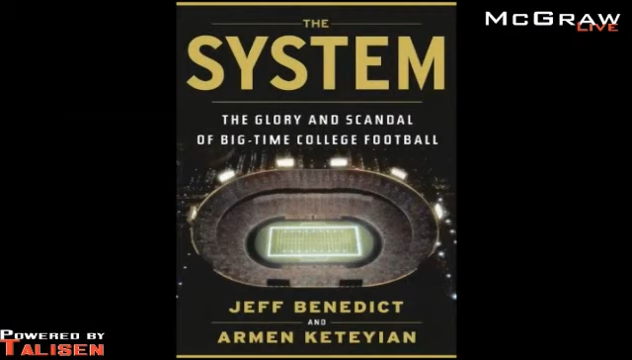 McGRAW
LIVE
THE
SYSTEM
THE GLORY AND SCANDAL
OF BIG-TIME COLLEGE FOOTBALL
JEFF BENEDICT
AND
ARMEN KETEYIAN
POWERED BY
TALISEN